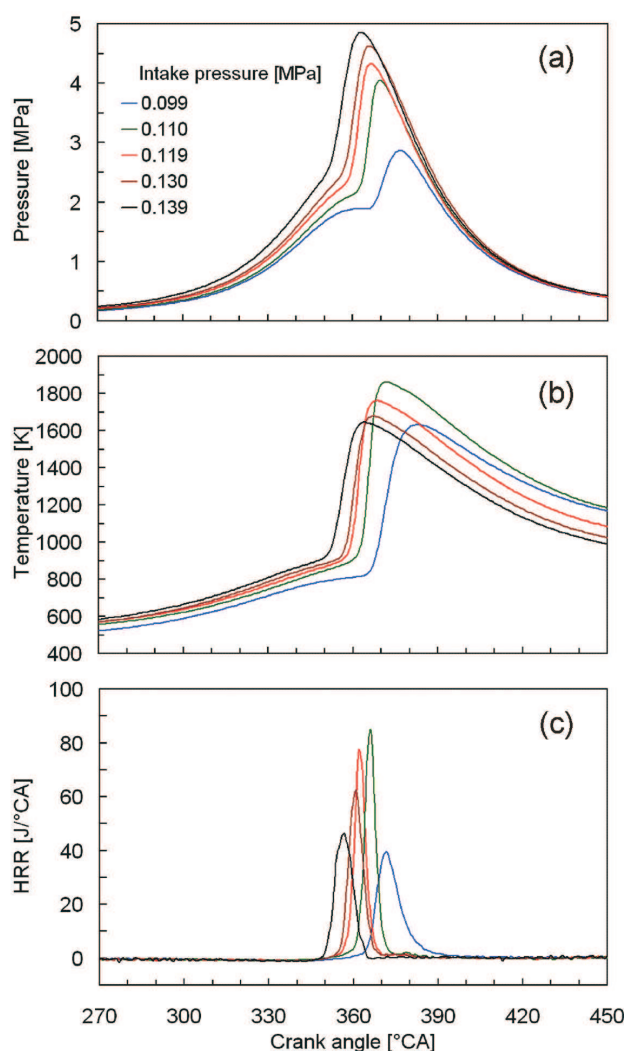 5
(a)
Intake pressure [MPa]
4
0.099
0.110
3
0.119
0.130
2
0.139
1
0
Pressure [MPa]
2000
(b)
1800
1600
1400
1200
1000
800
600
400
Temperature [K]
100
(c)
80
60
40
20
0
HRR [J/°CA]
270 300 330 360 390 420 450
Crank angle [°CA]